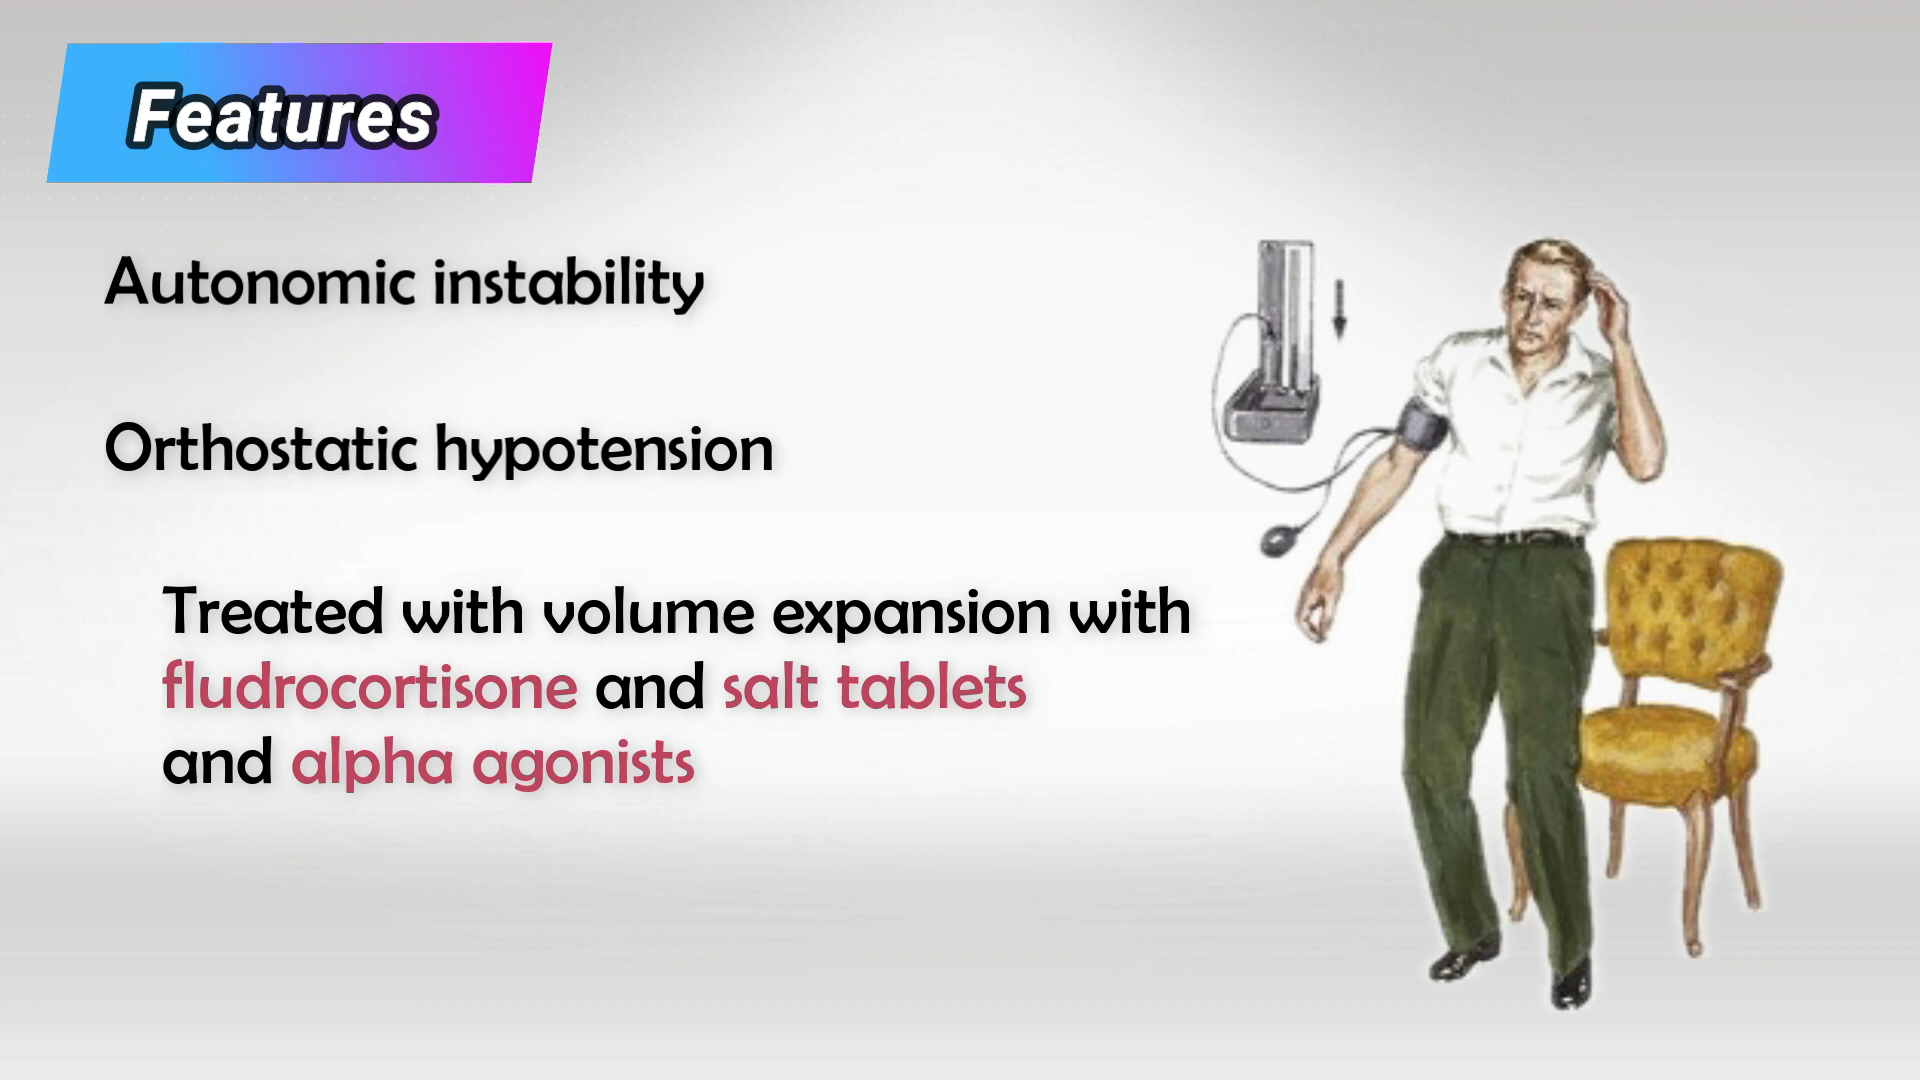 Features
Autonomic instability
Orthostatic hypotension
Treated with volume expansion with
fludrocortisone and salt tablets
and alpha agonists